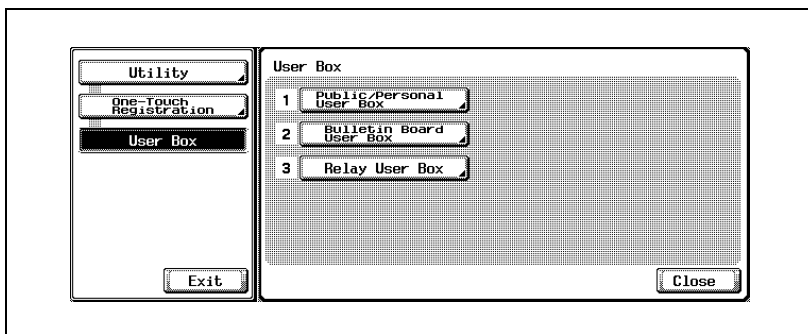 Utility
One-Touch
Registration
User Box
Exit
User Box
1 Public/Personal
User Box
2 Bulletin Board
User Box
3 Relay User Box
Close